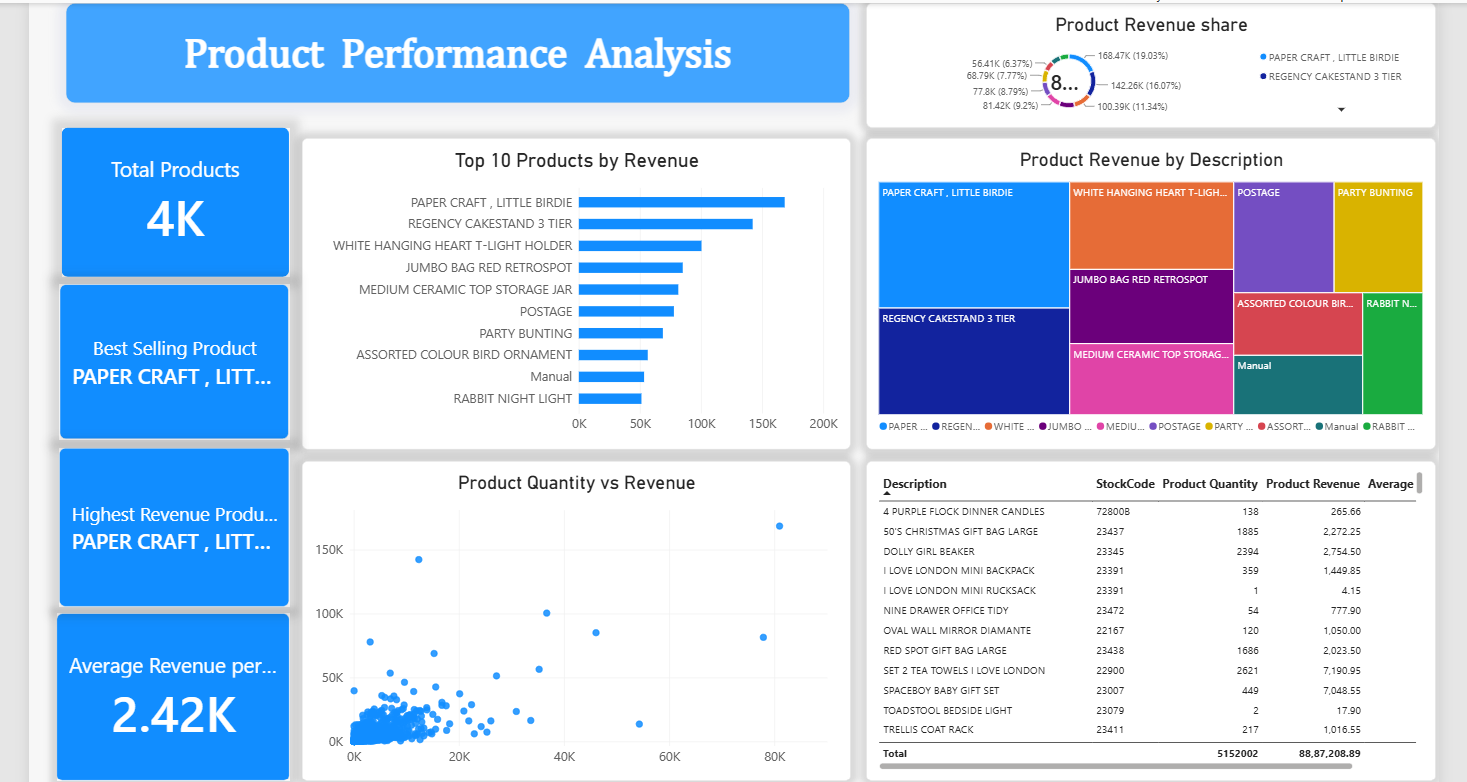 Product Performance Analysis
Total Products
4K
Best Selling Product
PAPER CRAFT , LITT...
Highest Revenue Produ...
PAPER CRAFT , LITT...
Average Revenue per...
2.42K
Top 10 Products by Revenue
PAPER CRAFT , LITTLE BIRDIE
REGENCY CAKESTAND 3 TIER
WHITE HANGING HEART T-LIGHT HOLDER
JUMBO BAG RED RETROSPOT
MEDIUM CERAMIC TOP STORAGE JAR
POSTAGE
PARTY BUNTING
ASSORTED COLOUR BIRD ORNAMENT
Manual
RABBIT NIGHT LIGHT
0K 50K 100K 150K 200K
Product Quantity vs Revenue
150K
100K
50K
0K
0K 20K 40K 60K 80K
Product Revenue share
168.47K (19.03%)
142.26K (16.07%)
100.39K (11.34%)
81.42K (9.2%)
77.8K (8.79%)
68.79K (7.77%)
56.41K (6.37%)
8...
PAPER CRAFT , LITTLE BIRDIE
REGENCY CAKESTAND 3 TIER
Product Revenue by Description
PAPER CRAFT , LITTLE BIRDIE
REGENCY CAKESTAND 3 TIER
WHITE HANGING HEART T-LIGH...
JUMBO BAG RED RETROSPOT
MEDIUM CERAMIC TOP STORAG...
POSTAGE
PARTY BUNTING
ASSORTED COLOUR BIR...
Manual
RABBIT N...
PAPER ... REGEN... WHITE ... JUMBO ... MEDIU... POSTAGE PARTY ... ASSORT... Manual RABBIT ...
Description StockCode Product Quantity Product Revenue Average
4 PURPLE FLOCK DINNER CANDLES 72800B 138 265.66
50'S CHRISTMAS GIFT BAG LARGE 23437 1885 2,272.25
DOLLY GIRL BEAKER 23345 2394 2,754.50
I LOVE LONDON MINI BACKPACK 23391 359 1,449.85
I LOVE LONDON MINI RUCKSACK 23391 1 4.15
NINE DRAWER OFFICE TIDY 23472 54 777.90
OVAL WALL MIRROR DIAMANTE 22167 120 1,050.00
RED SPOT GIFT BAG LARGE 23438 1686 2,023.50
SET 2 TEA TOWELS I LOVE LONDON 22900 2621 7,190.95
SPACEBOY BABY GIFT SET 23007 449 7,048.55
TOADSTOOL BEDSIDE LIGHT 23079 2 17.90
TRELLIS COAT RACK 23411 217 1,016.55
Total 5152002 88,87,208.89